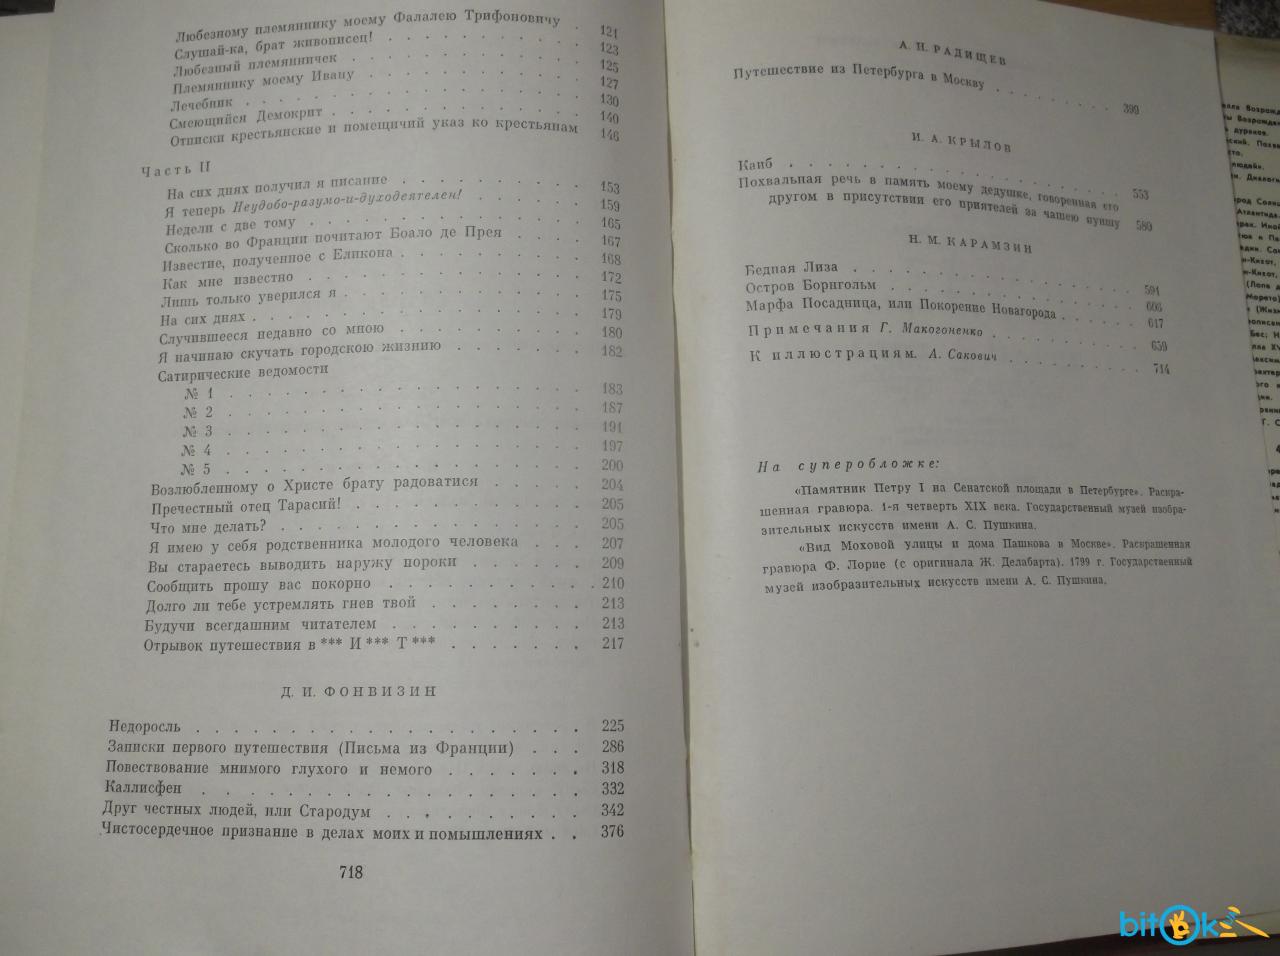 Любезному племяннику моему Фалалею Трифоновичу . 121
Слушай-ка, брат живописец! . . . . . . . . . . 123
Любезный племянничек . . . . . . . . . . . . 125
Племяннику моему Ивану . . . . . . . . . . . 127
Лечебник . . . . . . . . . . . . . . . . . 130
Смеющийся Демокрит . . . . . . . . . . . . . 140
Отписки крестьянские и помещичий указ ко крестьянам 146
Часть II
На сих днях получил я писание . . . . . . . . . 153
Я теперь Неудобо-разумо-и-духодеятелен! . . . . . 159
Недели с две тому . . . . . . . . . . . . . . 165
Сколько во Франции почитают Боало де Прея . . . . 167
Известие, полученное с Еликона . . . . . . . . . 168
Как мне известно . . . . . . . . . . . . . . 172
Лишь только уверился я . . . . . . . . . . . . 175
На сих днях . . . . . . . . . . . . . . . . 179
Случившееся недавно со мною . . . . . . . . . . 180
Я начинаю скучать городскою жизнию . . . . . . . 182
Сатирические ведомости
№ 1 . . . . . . . . . . . . . . . . . . 183
№ 2 . . . . . . . . . . . . . . . . . . 187
№ 3 . . . . . . . . . . . . . . . . . . 191
№ 4 . . . . . . . . . . . . . . . . . . 197
№ 5 . . . . . . . . . . . . . . . . . . 200
Возлюбленному о Христе брату радоватися . . . . . 204
Пречестный отец Тарасий! . . . . . . . . . . . 205
Что мне делать? . . . . . . . . . . . . . . . 205
Я имею у себя родственника молодого человека . . . 207
Вы стараетесь выводить наружу пороки . . . . . . 209
Сообщить прошу вас покорно . . . . . . . . . . 210
Долго ли тебе устремлять гнев твой . . . . . . . . 213
Будучи всегдашним читателем . . . . . . . . . . 213
Отрывок путешествия в *** И *** Т *** . . . . . . . 217
Д. И. ФОНВИЗИН
Недоросль . . . . . . . . . . . . . . . . . 225
Записки первого путешествия (Письма из Франции) . . . 286
Повествование мнимого глухого и немого . . . . . . . 318
Каллисфен . . . . . . . . . . . . . . . . . 332
Друг честных людей, или Стародум . . . . . . . . . 342
Чистосердечное признание в делах моих и помышлениях . . 376
718
А. Н. РАДИЩЕВ
Путешествие из Петербурга в Москву . . . . . . . . . 399
И. А. КРЫЛОВ
Каиб . . . . . . . . . . . . . . . . . . 553
Похвальная речь в память моему дедушке, говоренная его
другом в присутствии его приятелей за чашею пуншу 580
Н. М. КАРАМЗИН
Бедная Лиза . . . . . . . . . . . . . . . . 591
Остров Борнгольм . . . . . . . . . . . . . . 606
Марфа Посадница, или Покорение Новагорода . . . . . . 617
Примечания Г. Макогоненко . . . . . . . . . . 659
К иллюстрациям. А. Сакович . . . . . . . . . 714
На суперобложке:
«Памятник Петру I на Сенатской площади в Петербурге». Раскра-
шенная гравюра. 1-я четверть XIX века. Государственный музей изобра-
зительных искусств имени А. С. Пушкина.
«Вид Моховой улицы и дома Пашкова в Москве». Раскрашенная
гравюра Ф. Лорие (с оригинала Ж. Делабарта). 1799 г. Государственный
музей изобразительных искусств имени А. С. Пушкина.